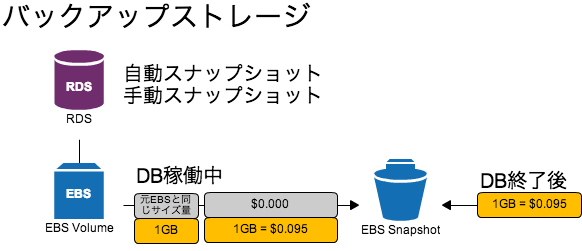 バックアップストレージ
RDS
自動スナップショット
手動スナップショット
RDS
EBS
DB稼働中
DB終了後
元EBSと同
じサイズ量
$0.000
1GB = $0.095
EBS Volume
1GB
1GB = $0.095
EBS Snapshot